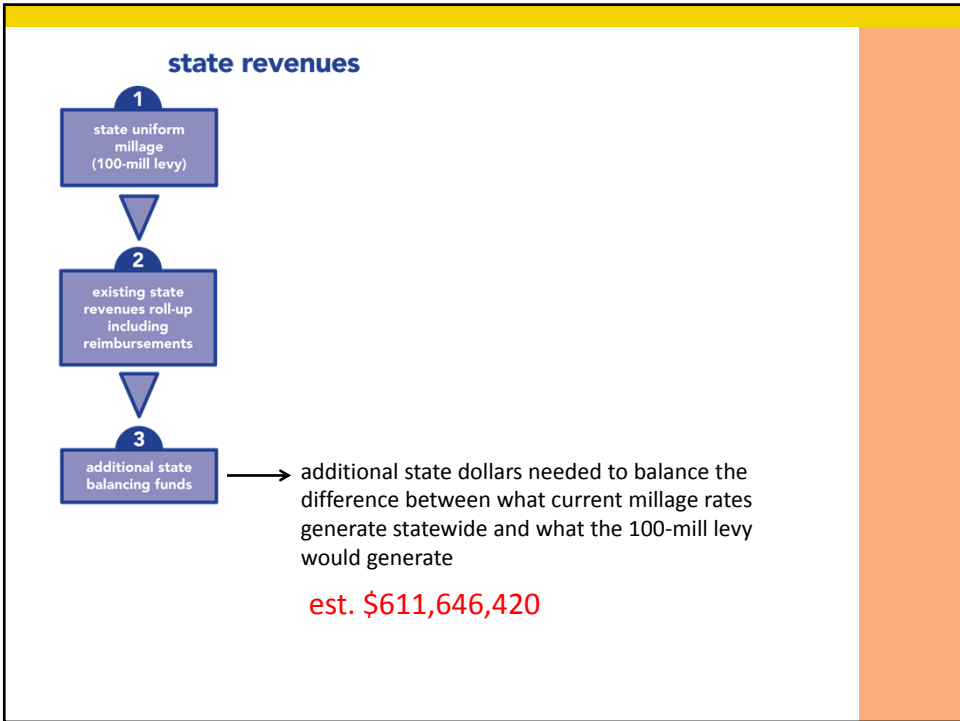 state revenues
1
state uniform
millage
(100-mill levy)
2
existing state
revenues roll-up
including
reimbursements
3
additional state
balancing funds
additional state dollars needed to balance the
difference between what current millage rates
generate statewide and what the 100-mill levy
would generate
est. $611,646,420